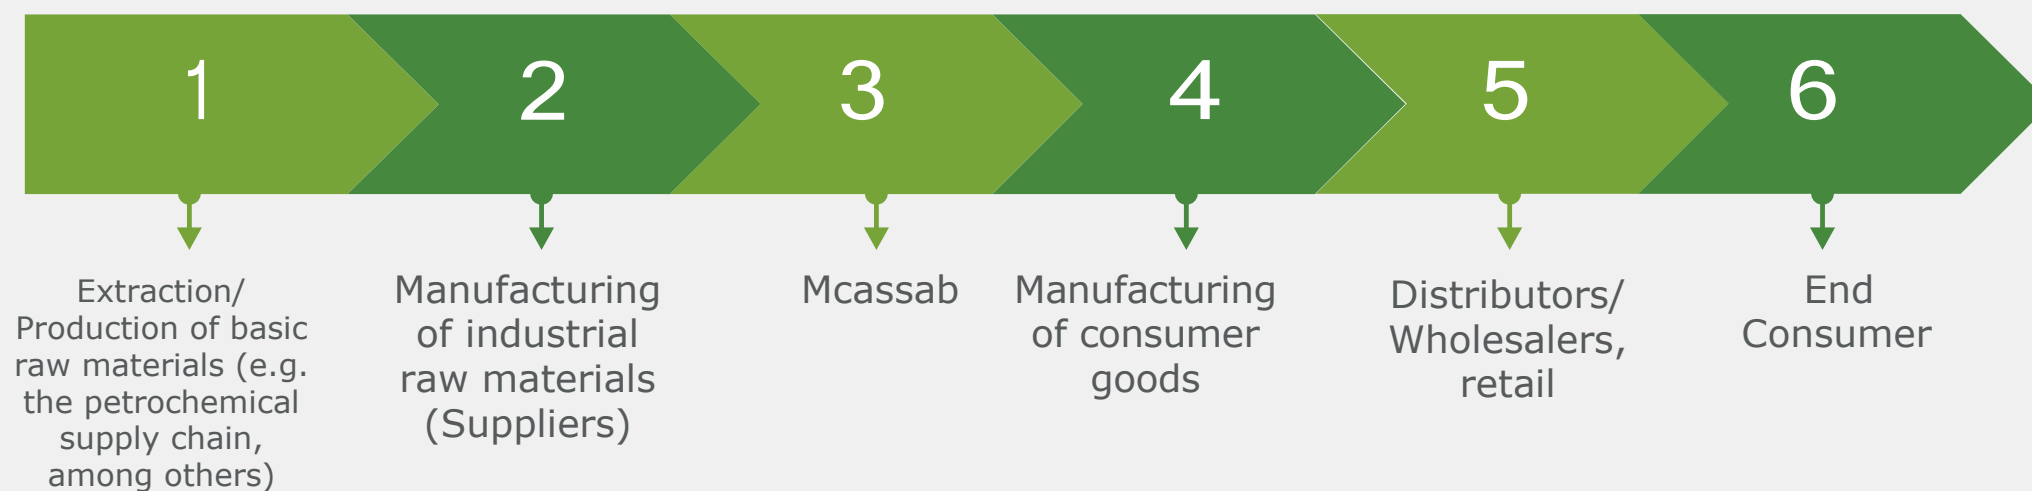 1
2
3
4
5
6
Extraction/
Production of basic
raw materials (e.g.
the petrochemical
supply chain,
among others)
Manufacturing
of industrial
raw materials
(Suppliers)
Mcassab
Manufacturing
of consumer
goods
Distributors/
Wholesalers,
retail
End
Consumer